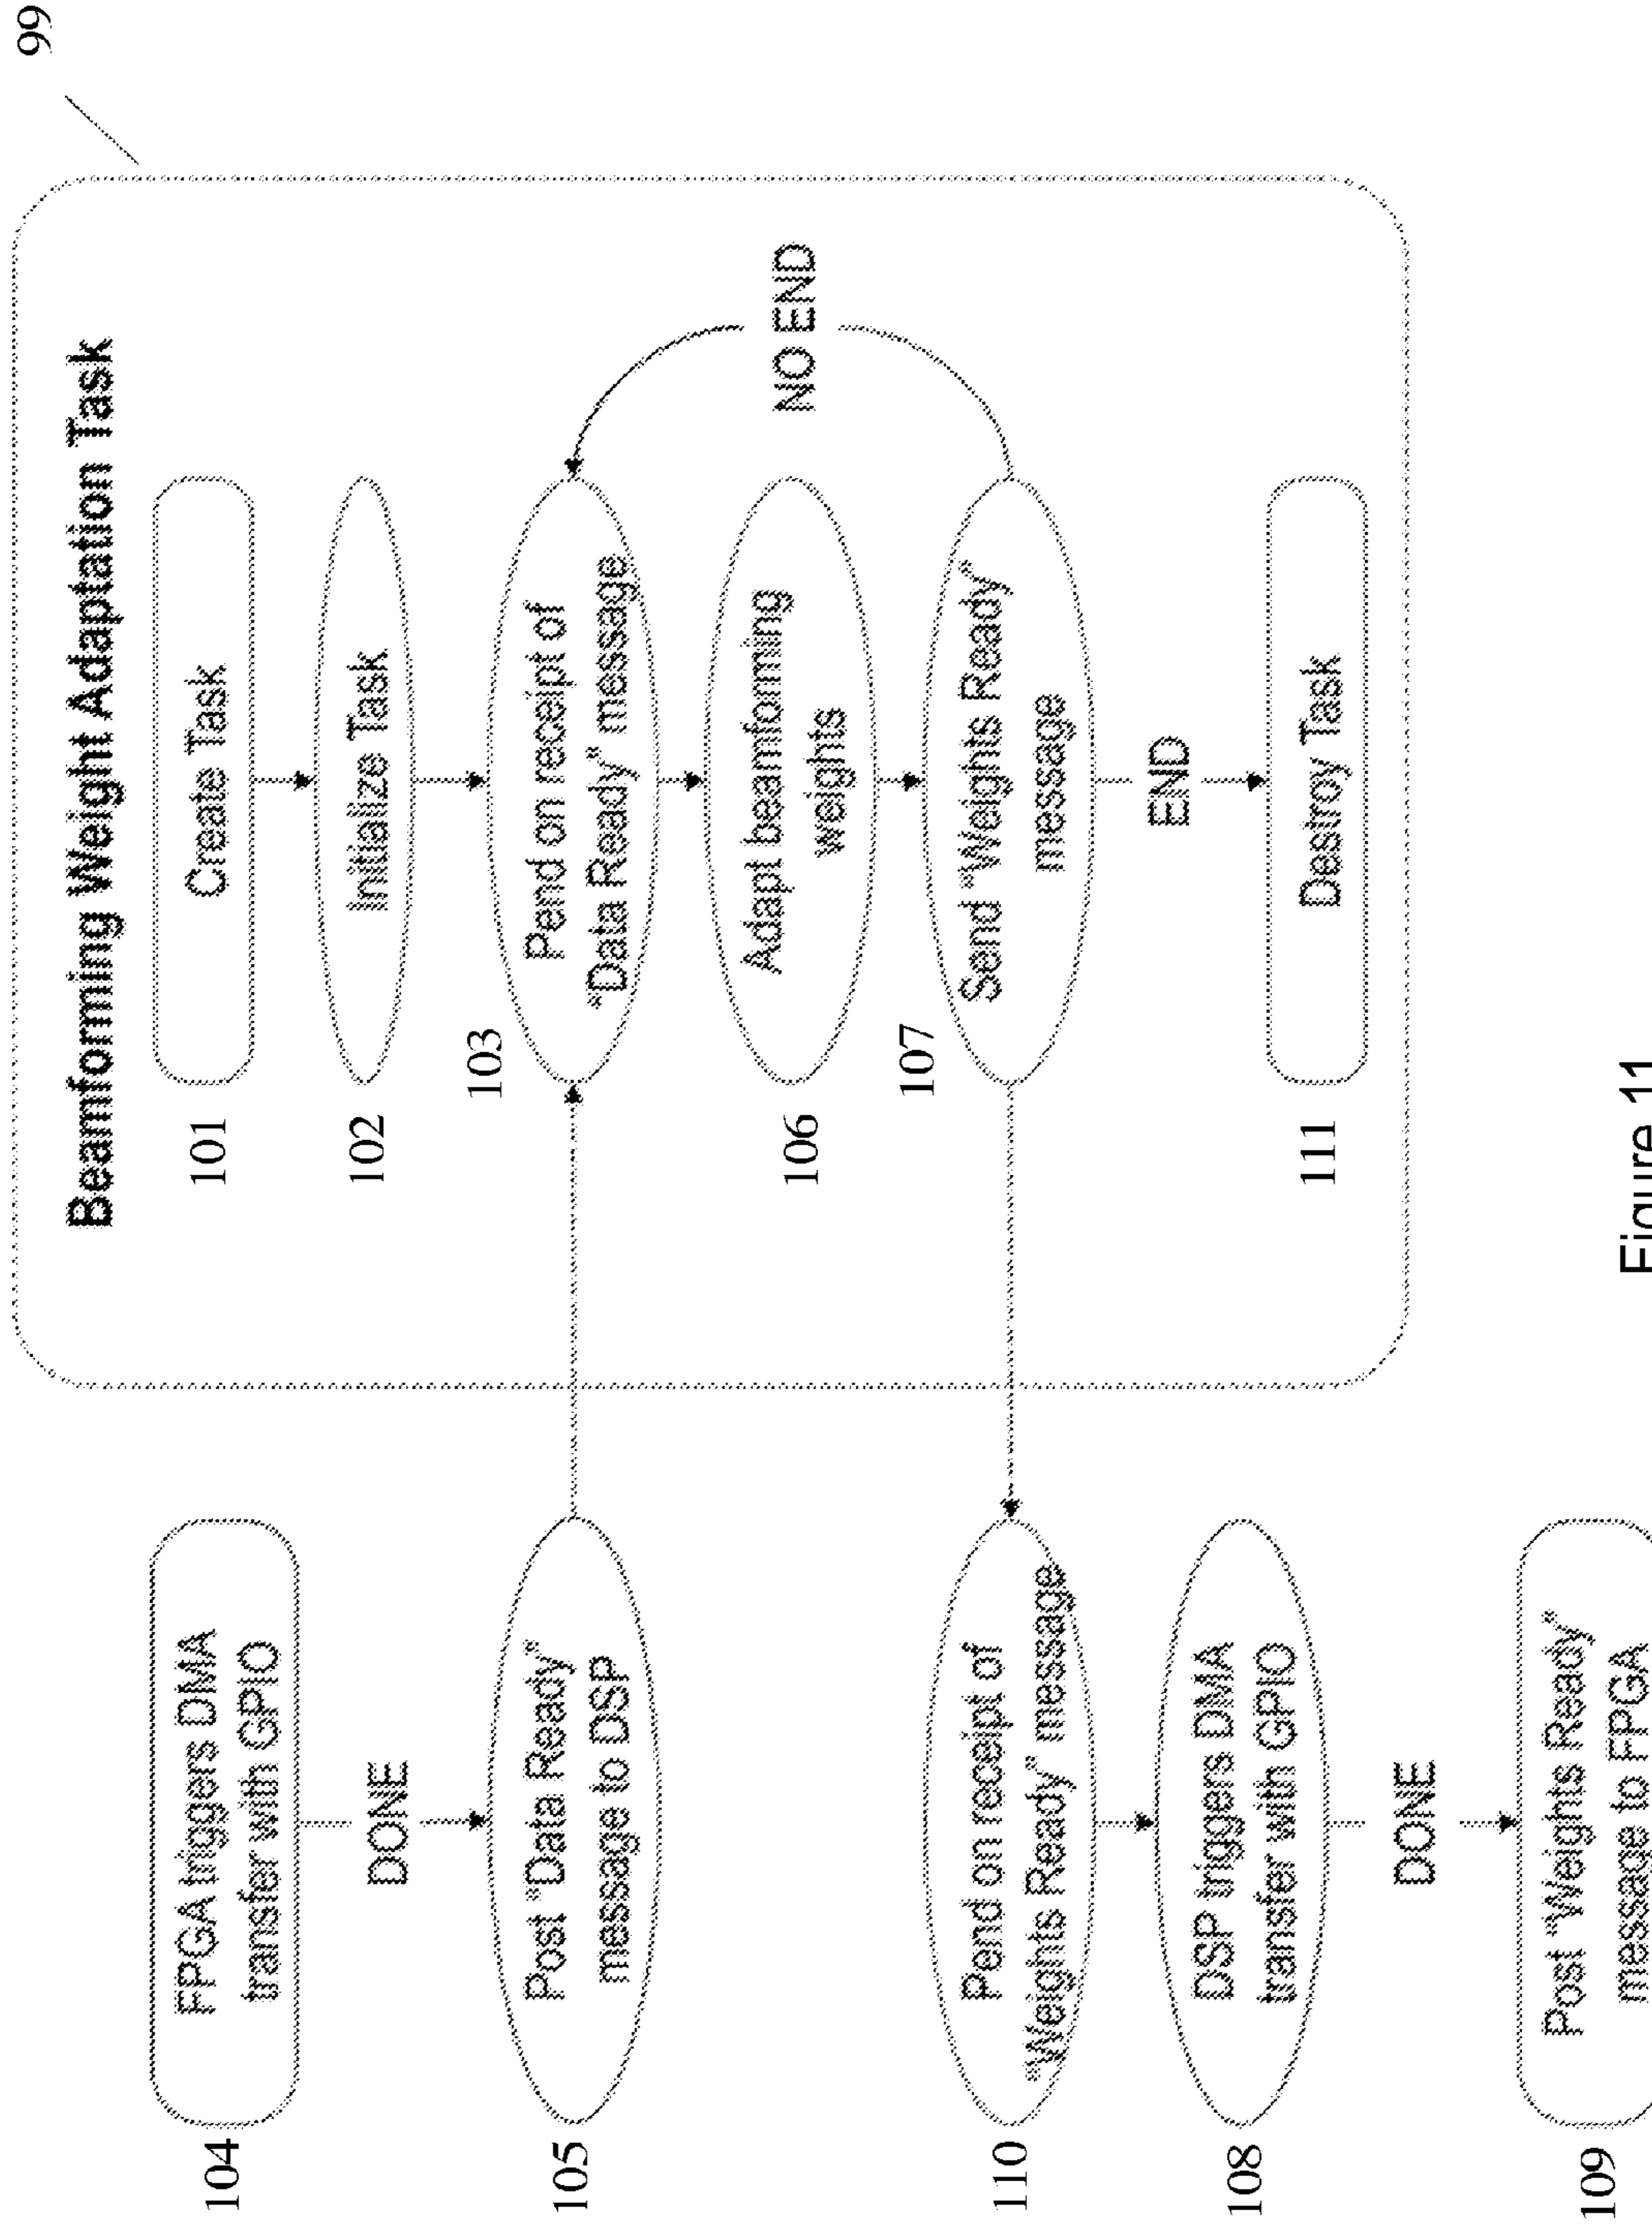 99
Beamforming Weight Adaptation Task
104
FPGA triggers DMA
transfer with GPIO
101
Create Task
DONE
102
Initialize Task
105
Post “Data Ready”
message to DSP
103
Pend on receipt of
“Data Ready” message
106
Adapt beamforming
weights
NO END
110
Pend on receipt of
“Weights Ready” message
107
Send “Weights Ready”
message
108
DSP triggers DMA
transfer with GPIO
END
DONE
111
Destroy Task
109
Post “Weights Ready”
message to FPGA
Figure 11